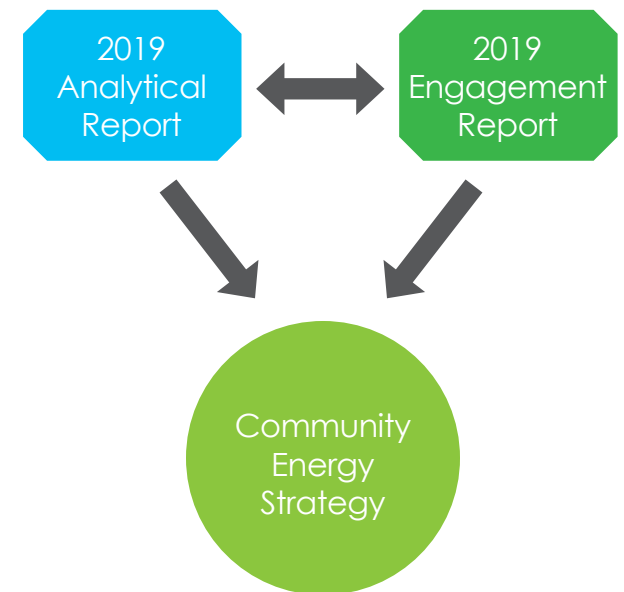 2019
Analytical
Report
2019
Engagement
Report
Community
Energy
Strategy